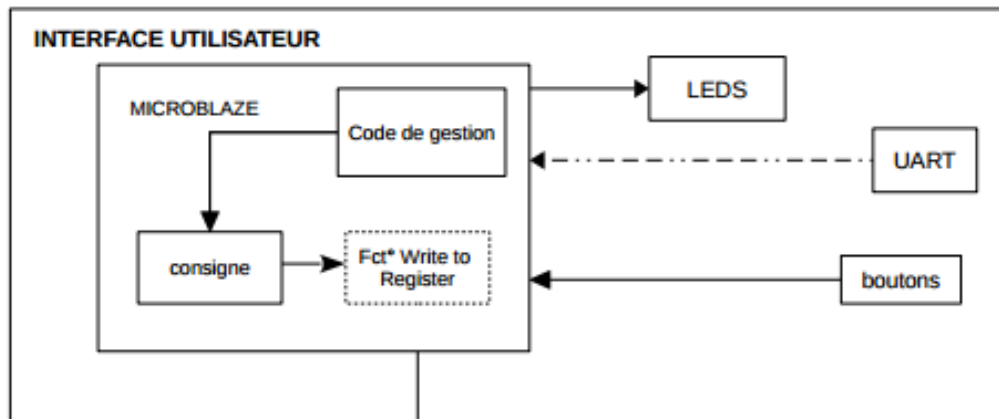 INTERFACE UTILISATEUR
MICROBLAZE
Code de gestion
LEDS
UART
consigne
Fct° Write to
Register
boutons